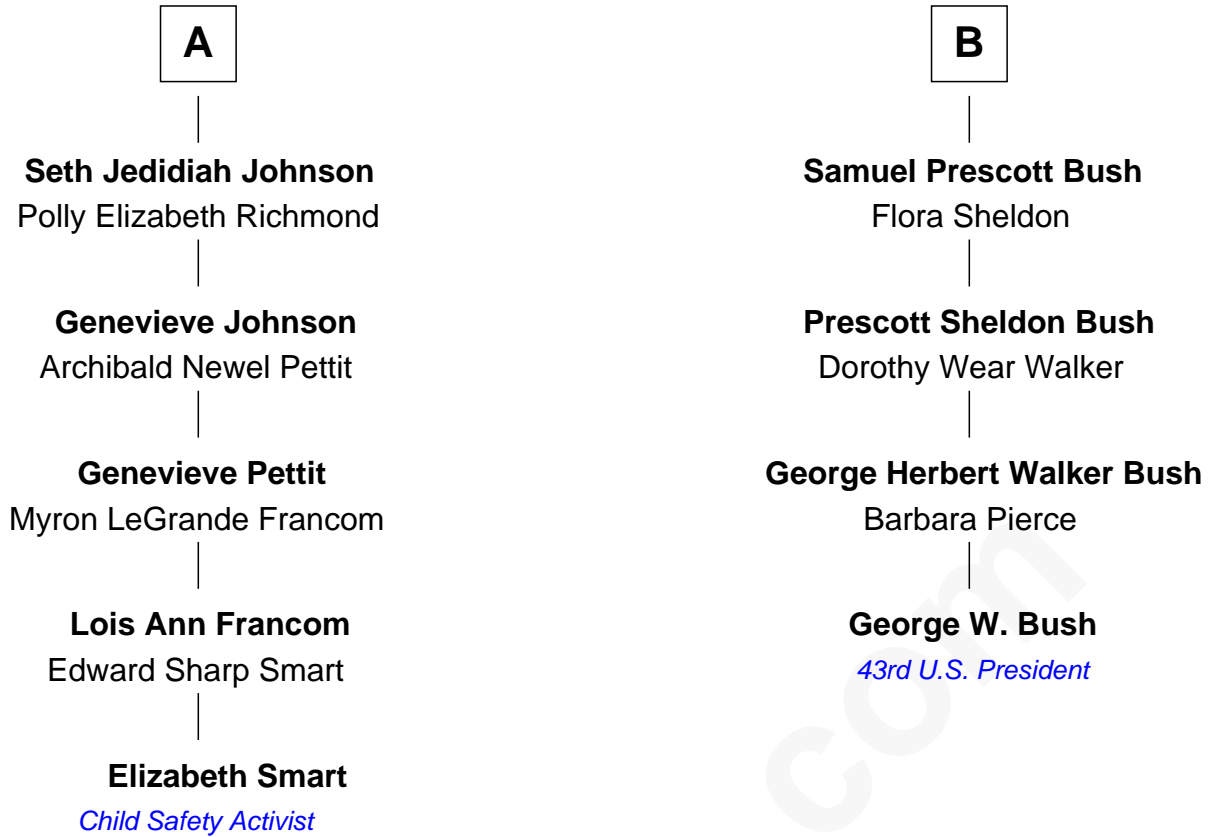 A
Seth Jedidiah Johnson
Polly Elizabeth Richmond
Genevieve Johnson
Archibald Newel Pettit
Genevieve Pettit
Myron LeGrande Francom
Lois Ann Francom
Edward Sharp Smart
Elizabeth Smart
Child Safety Activist
B
Samuel Prescott Bush
Flora Sheldon
Prescott Sheldon Bush
Dorothy Wear Walker
George Herbert Walker Bush
Barbara Pierce
George W. Bush
43rd U.S. President
com